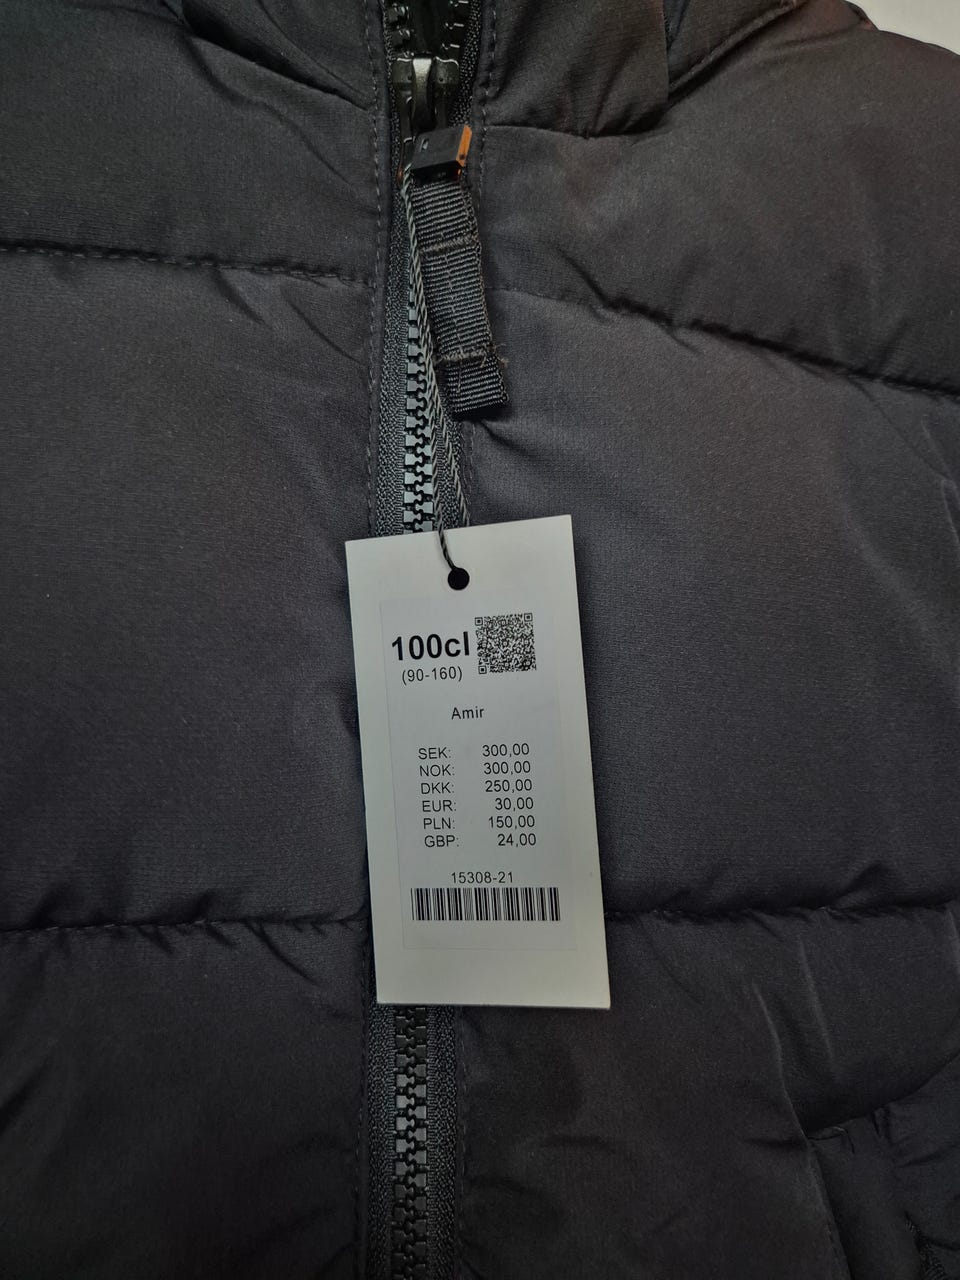 100cl
(90-160)
Amir
SEK: 300,00
NOK: 300,00
DKK: 250,00
EUR: 30,00
PLN: 150,00
GBP: 24,00
15308-21